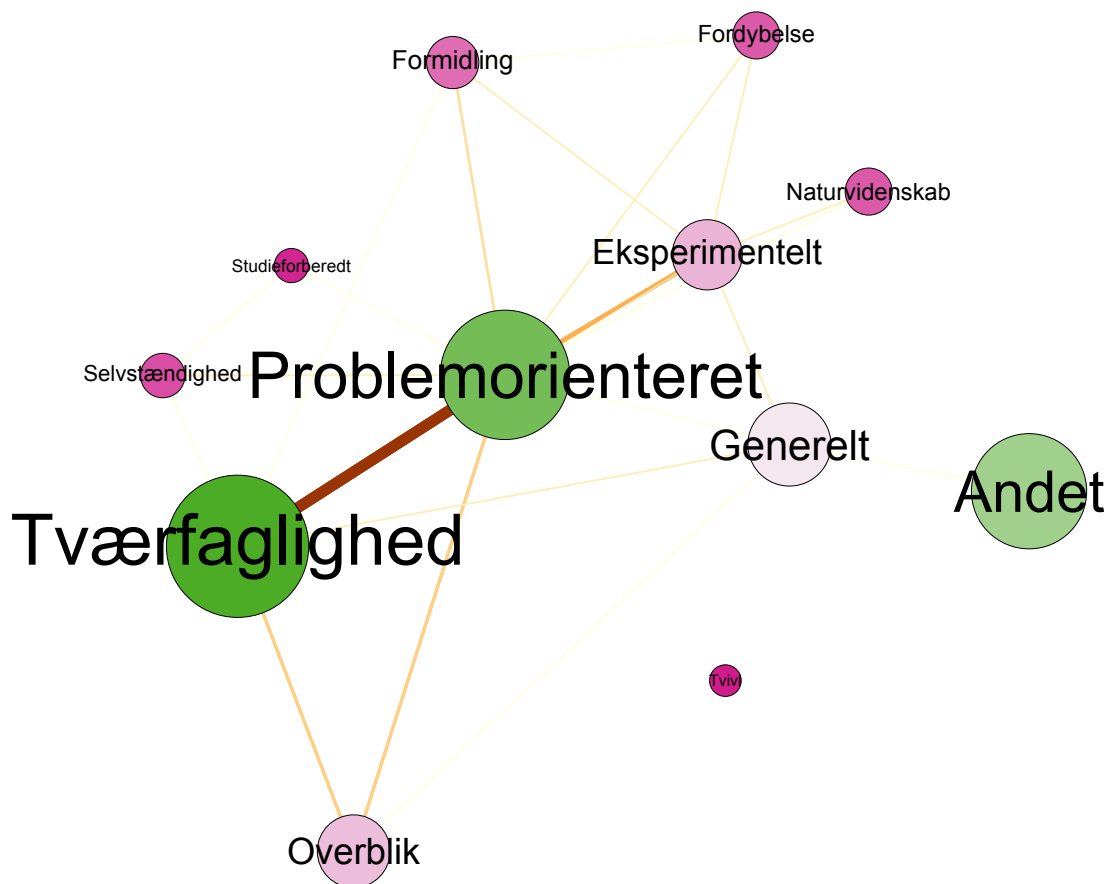 Fordybelse
Formidling
Naturvidenskab
Eksperimentelt
Studieforberedt
Selvstændighed
Problemorienteret
Generelt
Andet
Tværfaglighed
Tvivl
Overblik